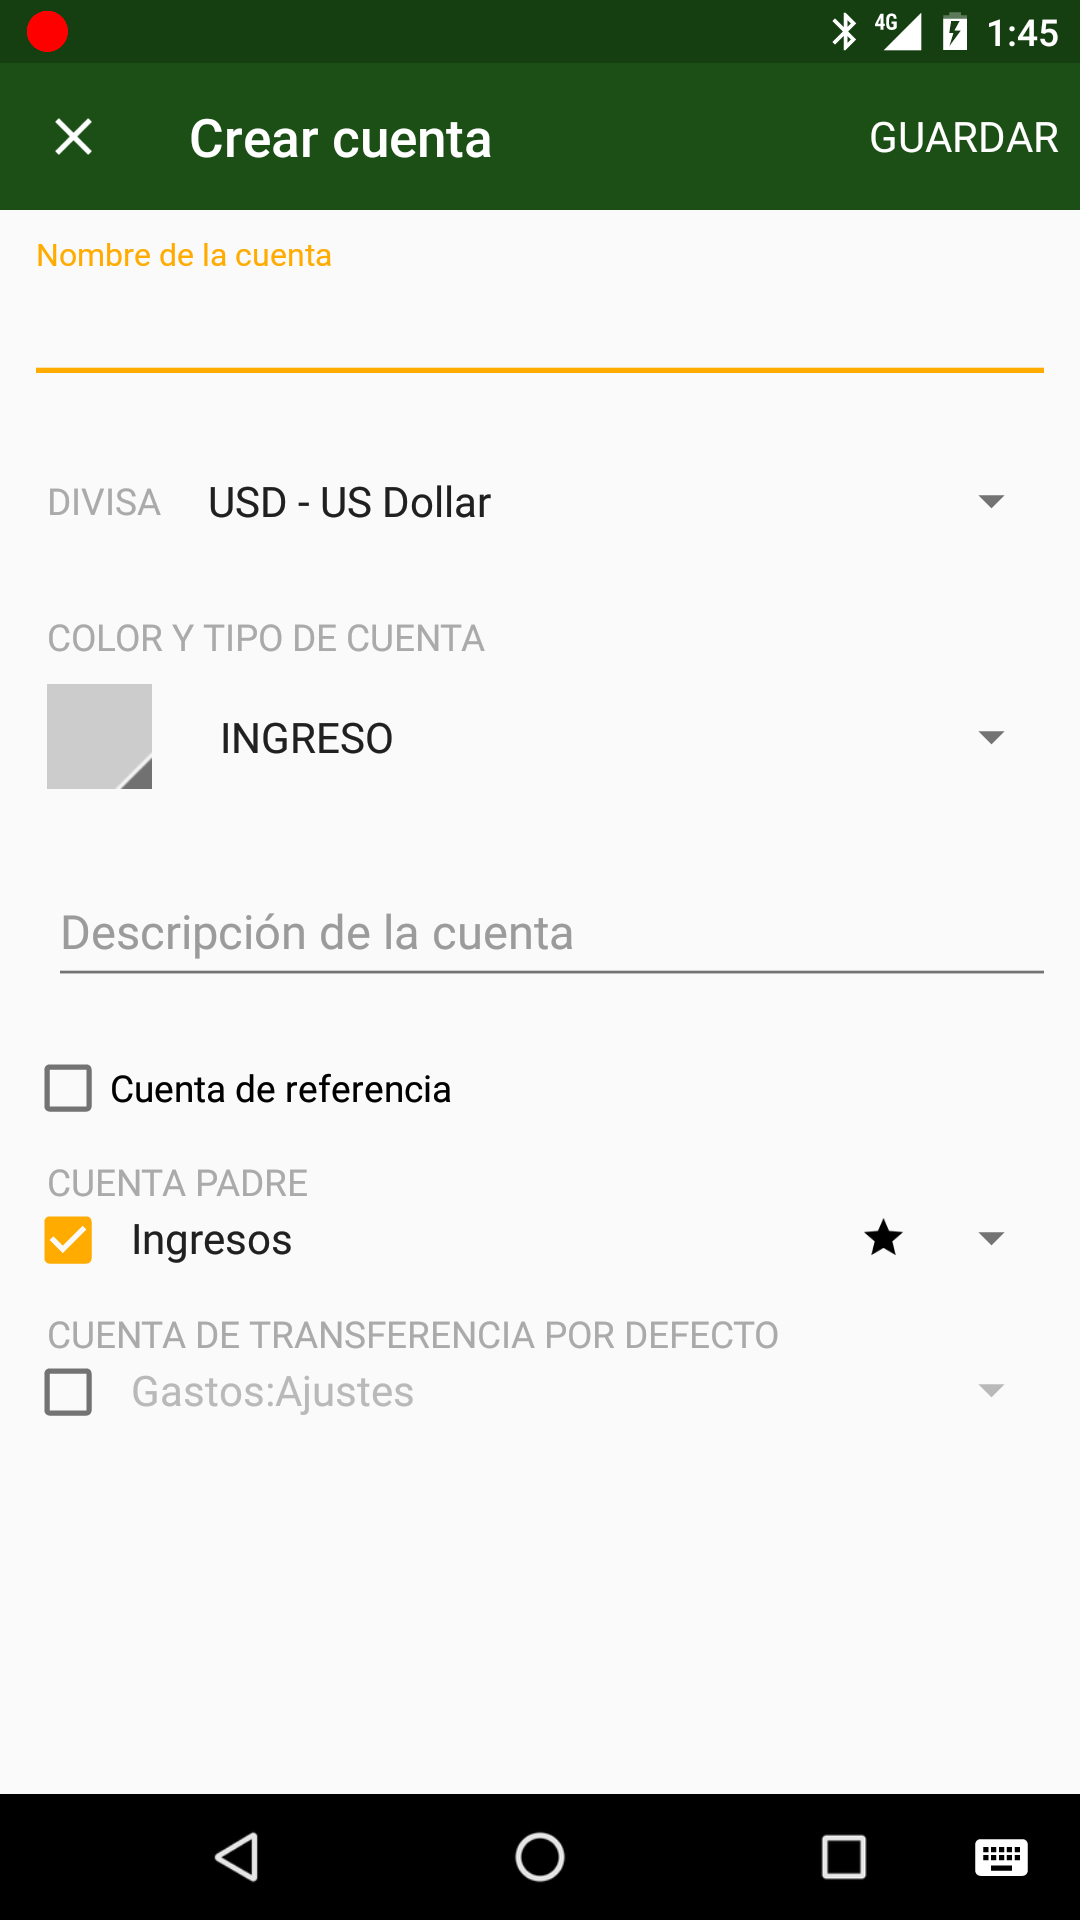 4G 1:45
Crear cuenta GUARDAR
Nombre de la cuenta
DIVISA USD - US Dollar
COLOR Y TIPO DE CUENTA
INGRESO
Descripción de la cuenta
Cuenta de referencia
CUENTA PADRE
Ingresos
CUENTA DE TRANSFERENCIA POR DEFECTO
Gastos:Ajustes